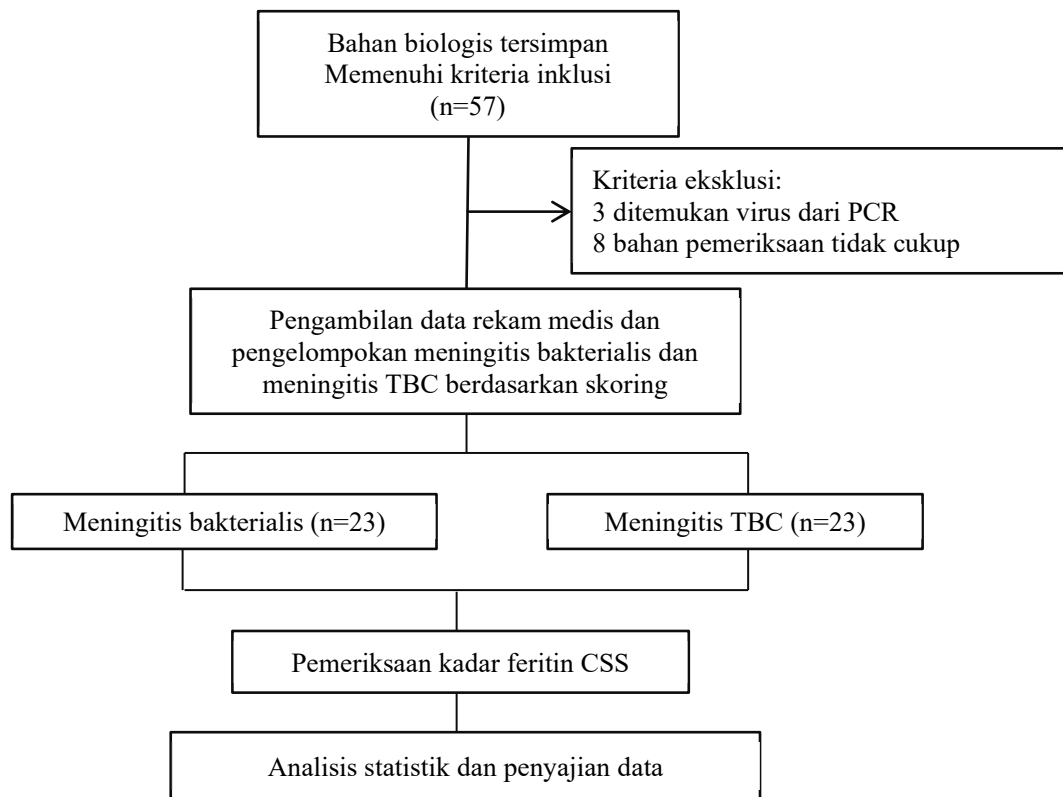 Bahan biologis tersimpan
Memenuhi kriteria inklusi
(n=57)
Kriteria eksklusi:
3 ditemukan virus dari PCR
8 bahan pemeriksaan tidak cukup
Pengambilan data rekam medis dan
pengelompokan meningitis bakterialis dan
meningitis TBC berdasarkan skoring
Meningitis bakterialis (n=23)
Meningitis TBC (n=23)
Pemeriksaan kadar feritin CSS
Analisis statistik dan penyajian data